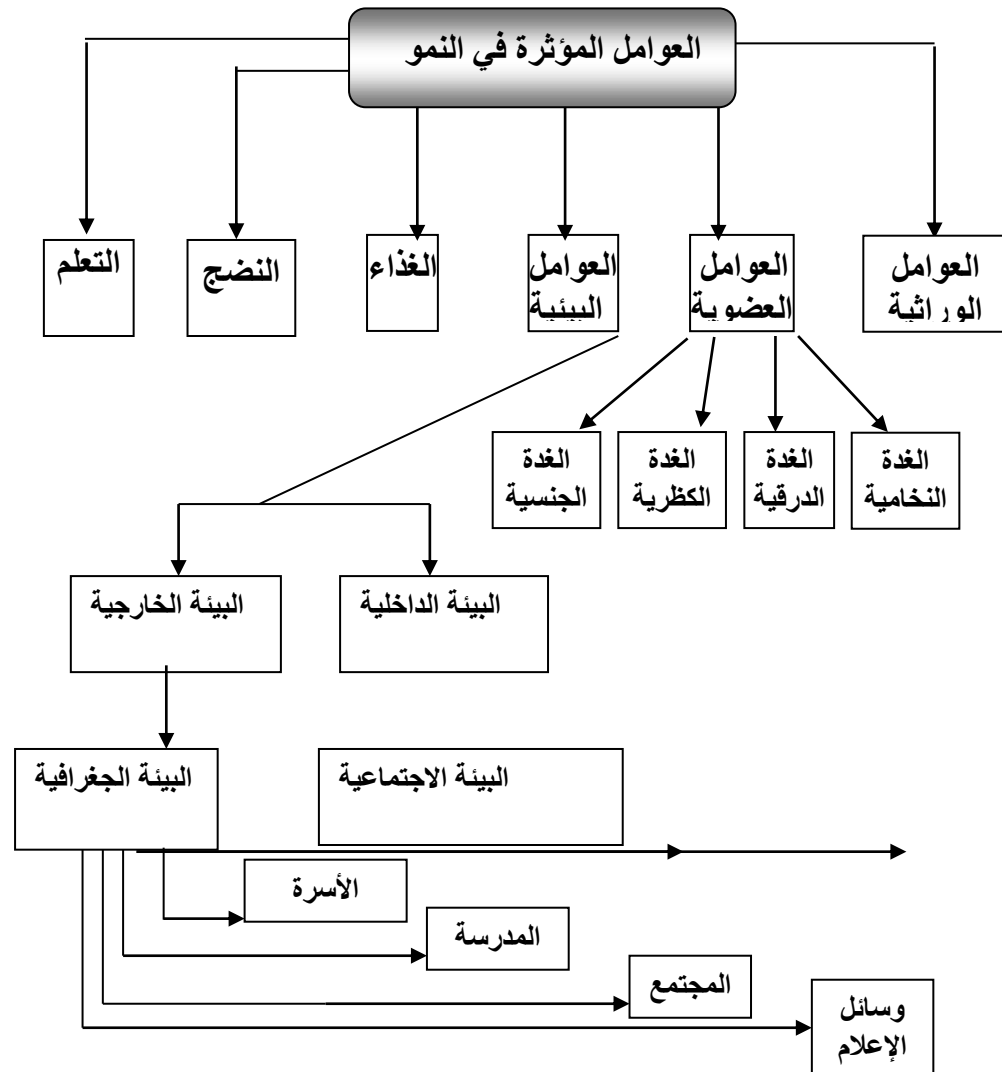 العوامل المؤثرة في النمو
العوامل
الوراثية
العوامل
العضوية
العوامل
البيئية
الغذاء
النضج
التعلم
الغدة
النخامية
الغدة
الدرقية
الغدة
الكظرية
الغدة
الجنسية
البيئة الداخلية
البيئة الخارجية
البيئة الاجتماعية
البيئة الجغرافية
الأسرة
المدرسة
المجتمع
وسائل
الإعلام